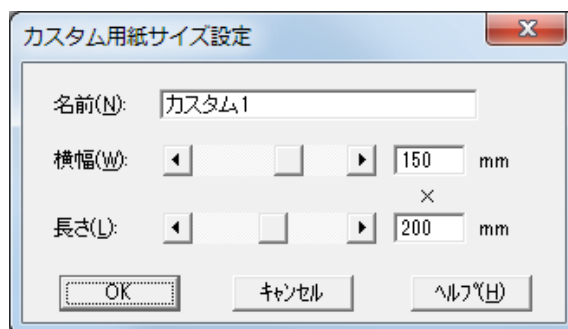 カスタム用紙サイズ設定
名前(N): カスタム1
横幅(W): 150 mm
×
長さ(L): 200 mm
OK キャンセル ﾍﾙﾌﾟ(H)